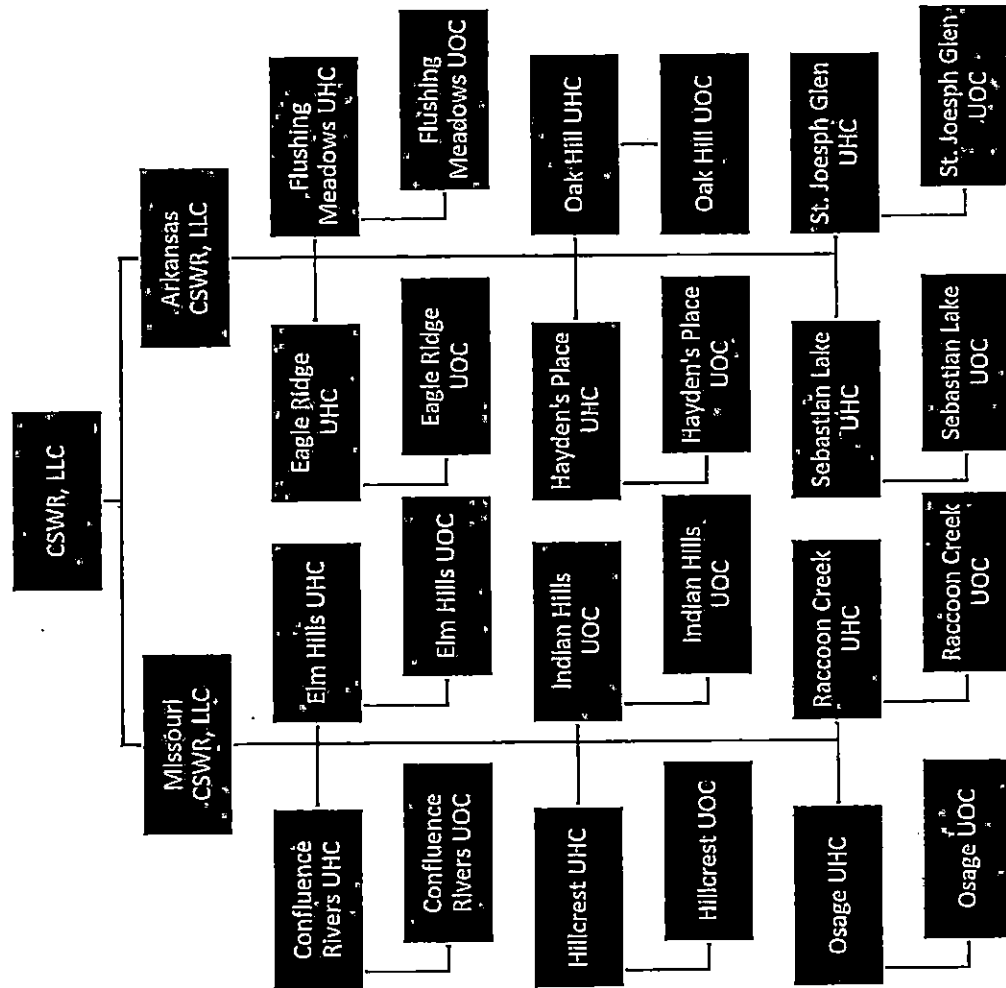 CSWR, LLC
Missouri
CSWR, LLC
Arkansas
CSWR, LLC
Confluence
Rivers UHC
Confluence
Rivers UOC
Elm Hills UHC
Elm Hills UOC
Eagle Ridge
UHC
Eagle Ridge
UOC
Flushing
Meadows UHC
Flushing
Meadows UOC
Hillcrest UHC
Hillcrest UOC
Indian Hills
UOC
Indian Hills
UOC
Hayden's Place
UHC
Hayden's Place
UOC
Oak Hill UHC
Oak Hill UOC
Osage UHC
Osage UOC
Raccoon Creek
UHC
Raccoon Creek
UOC
Sebastian Lake
UHC
Sebastian Lake
UOC
St. Joesph Glen
UHC
St. Joesph Glen
UOC